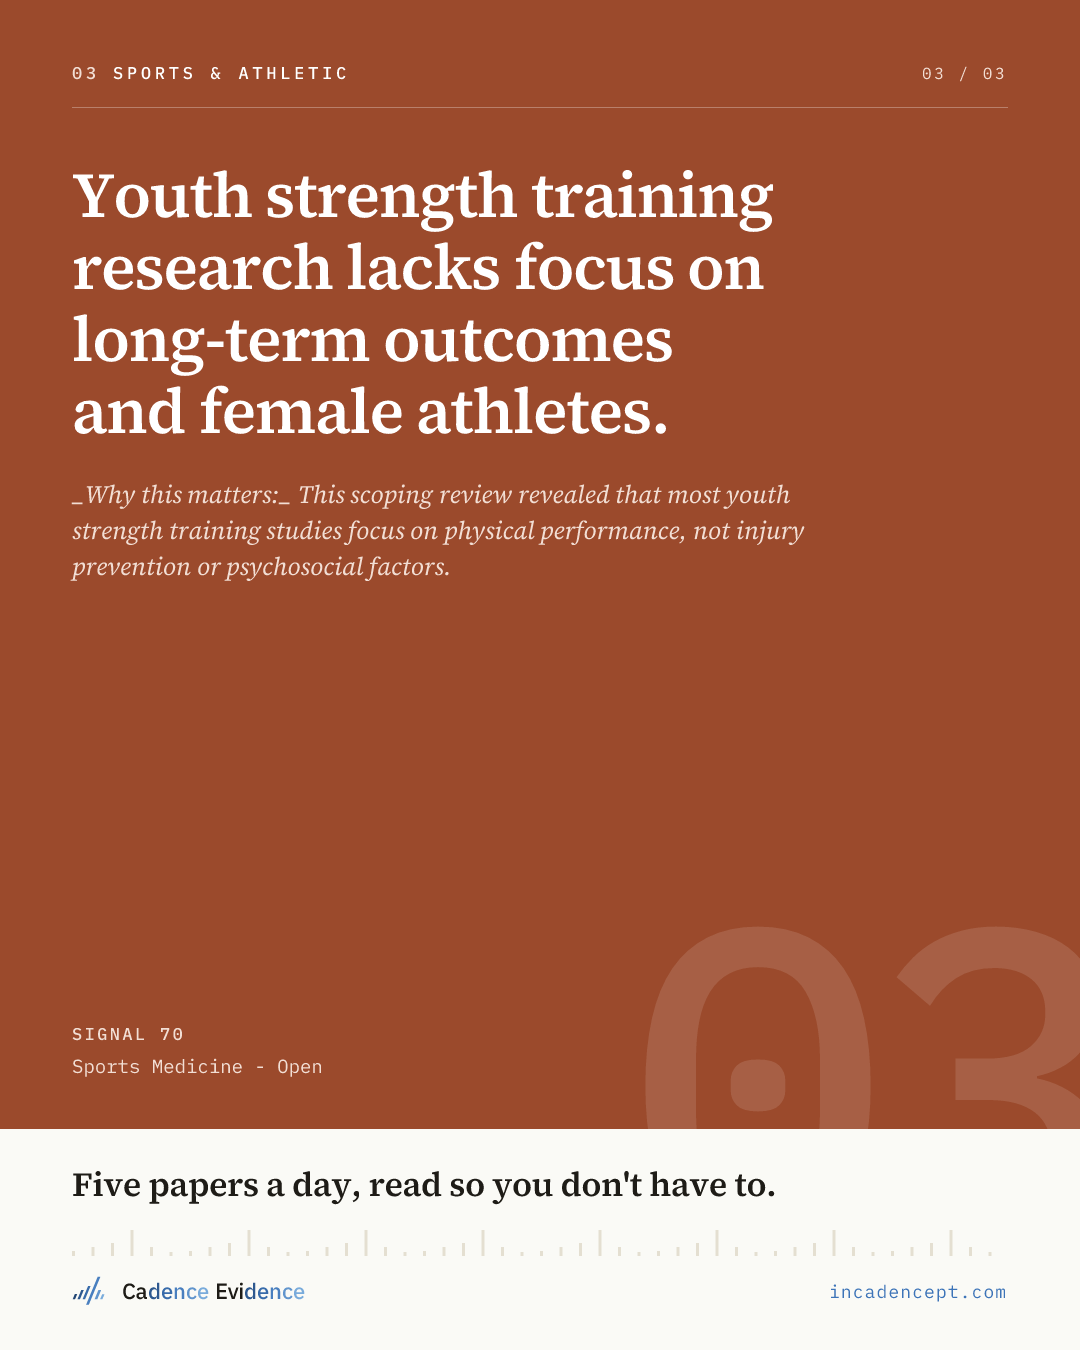 03 SPORTS & ATHLETIC
03 / 03
Youth strength training
research lacks focus on
long-term outcomes
and female athletes.
_Why this matters:_ This scoping review revealed that most youth
strength training studies focus on physical performance, not injury
prevention or psychosocial factors.
03
SIGNAL 70
Sports Medicine - Open
Five papers a day, read so you don't have to.
Cadence Evidence
incadencept.com